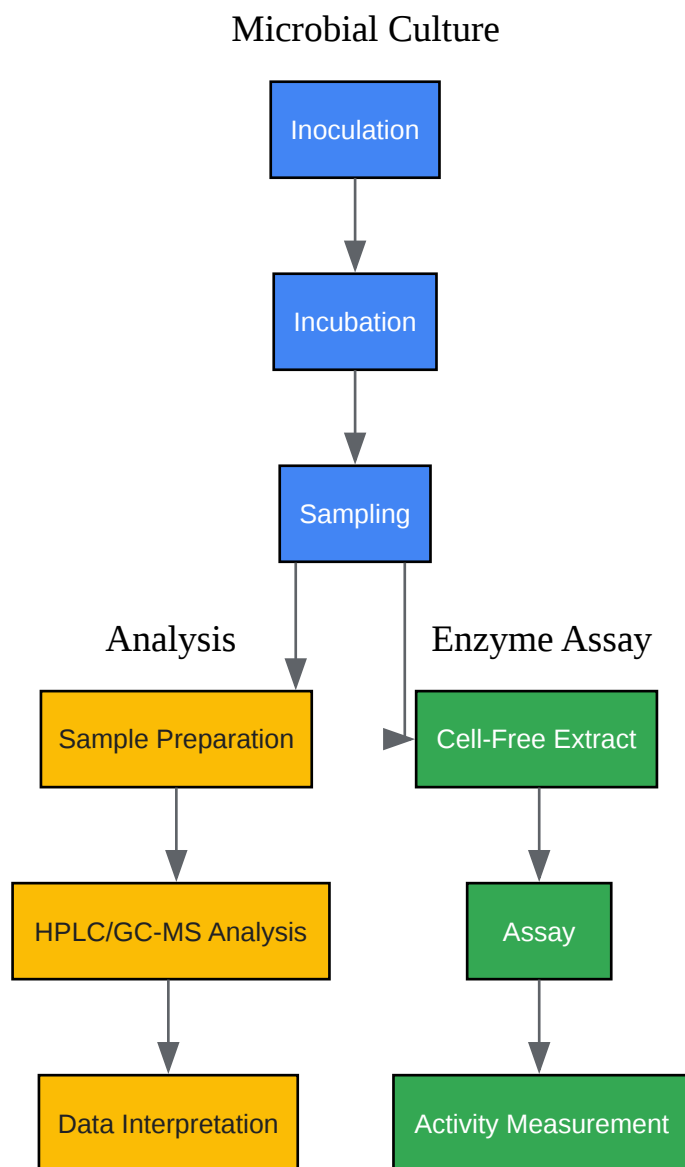 Microbial Culture
Inoculation
Incubation
Sampling
Analysis
Enzyme Assay
Sample Preparation
Cell-Free Extract
HPLC/GC-MS Analysis
Assay
Data Interpretation
Activity Measurement